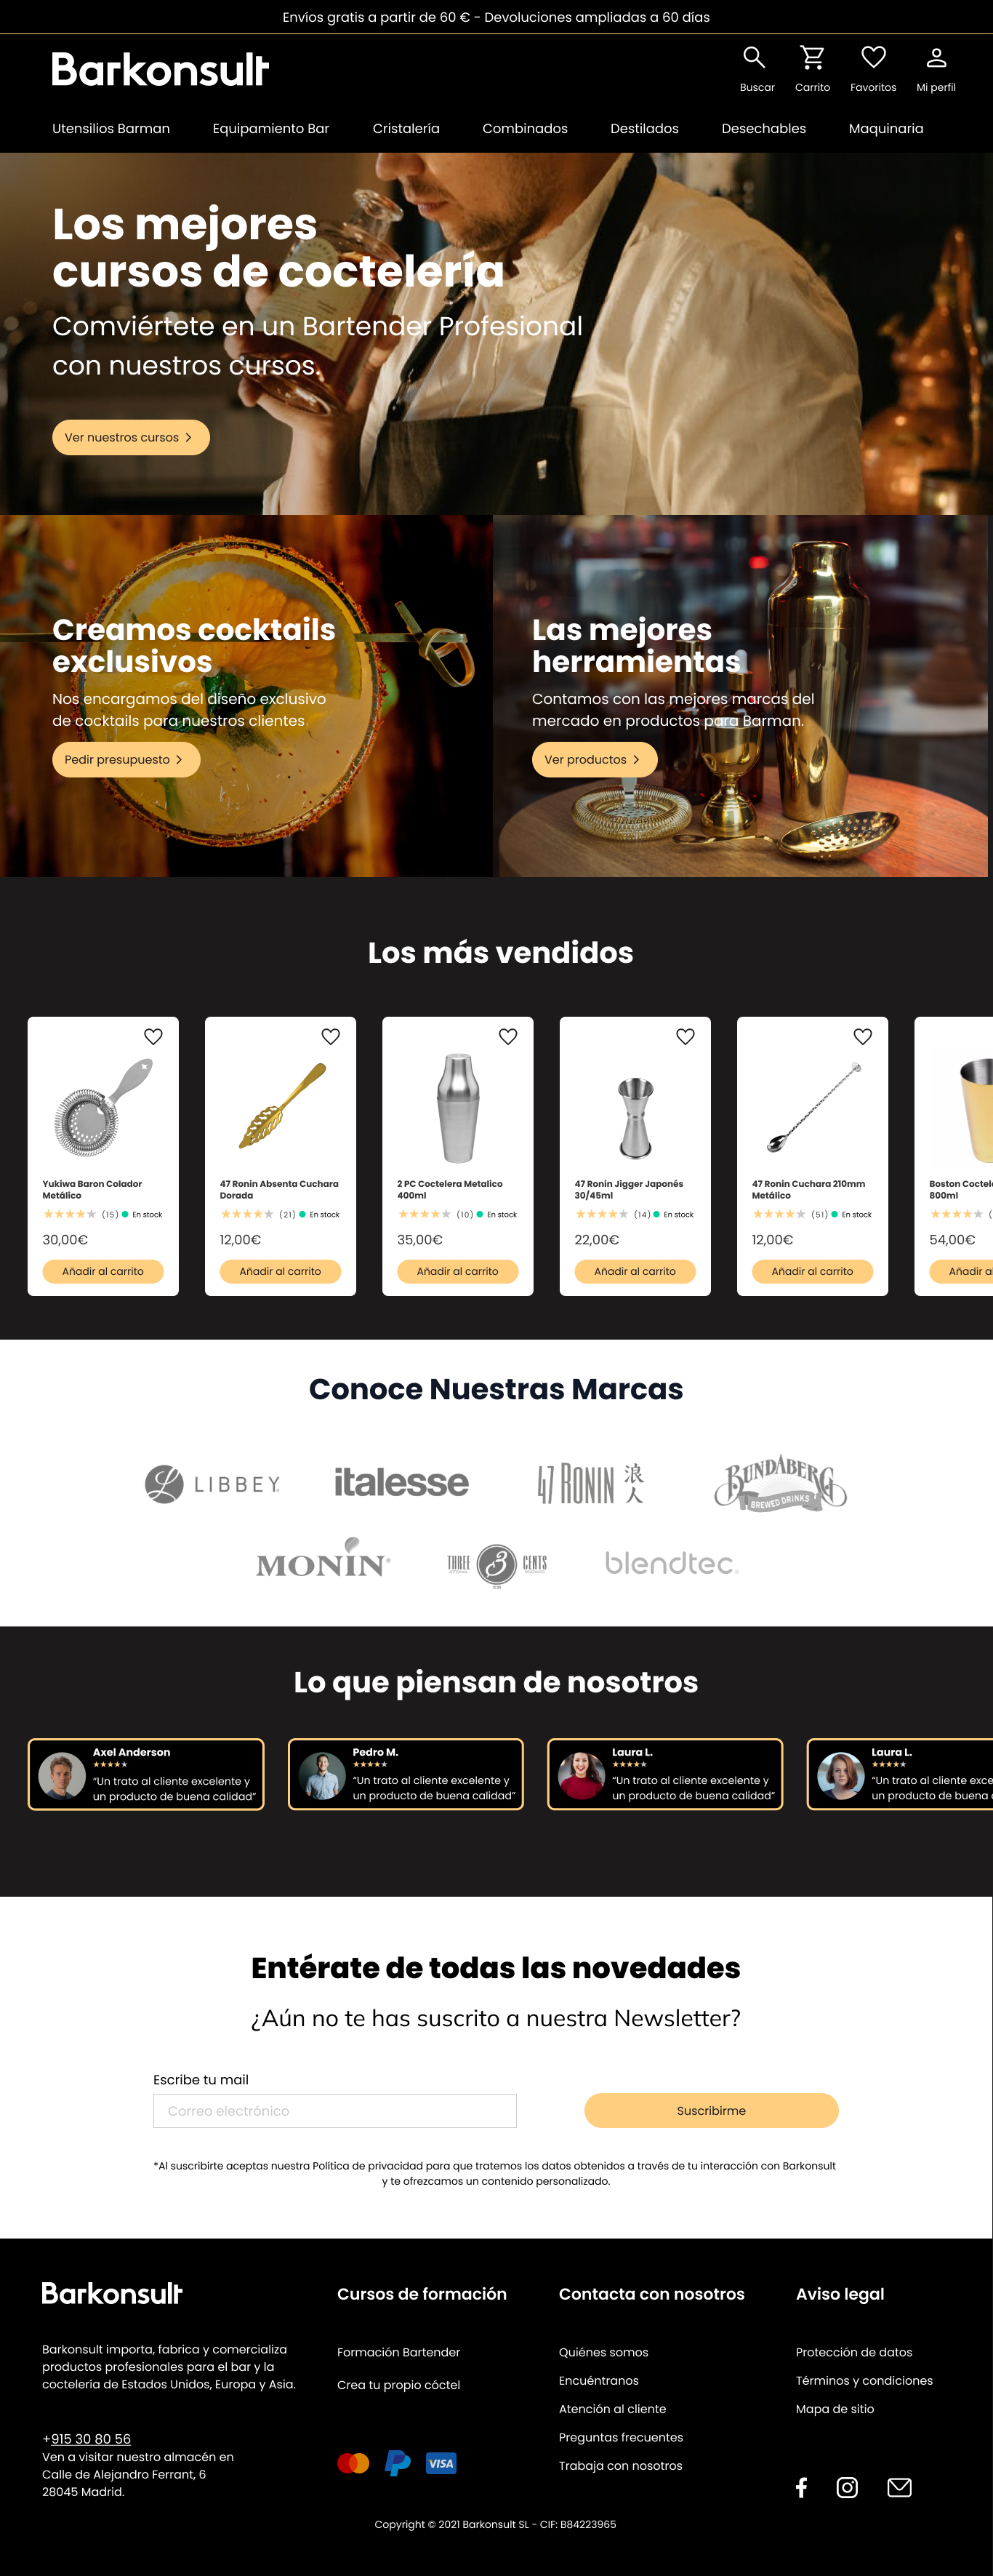 Envíos gratis a partir de 60 € - Devoluciones ampliadas a 60 días
Barkonsult
Buscar
Carrito
Favoritos
Mi perfil
Utensilios Barman
Equipamiento Bar
Cristalería
Combinados
Destilados
Desechables
Maquinaria
Los mejores
cursos de coctelería
Comviértete en un Bartender Profesional
con nuestros cursos.
Ver nuestros cursos
Creamos cocktails
exclusivos
Nos encargamos del diseño exclusivo
de cocktails para nuestros clientes
Pedir presupuesto
Las mejores
herramientas
Contamos con las mejores marcas del
mercado en productos para Barman.
Ver productos
Los más vendidos
Yukiwa Baron Colador
Metálico
(15) En stock
30,00€
Añadir al carrito
47 Ronin Absenta Cuchara
Dorada
(21) En stock
12,00€
Añadir al carrito
2 PC Coctelera Metalico
400ml
(10) En stock
35,00€
Añadir al carrito
47 Ronin Jigger Japonés
30/45ml
(14) En stock
22,00€
Añadir al carrito
47 Ronin Cuchara 210mm
Metálico
(51) En stock
12,00€
Añadir al carrito
Boston Coctel
800ml
54,00€
Añadir a
Conoce Nuestras Marcas
LIBBEY
italesse
47 RONIN 浪人
BUNDABERG
BREWED DRINKS
MONIN
THREE 3 CENTS
blendtec
Lo que piensan de nosotros
Axel Anderson
“Un trato al cliente excelente y
un producto de buena calidad”
Pedro M.
“Un trato al cliente excelente y
un producto de buena calidad”
Laura L.
“Un trato al cliente excelente y
un producto de buena calidad”
Laura L.
“Un trato al cliente exce
un producto de buena
Entérate de todas las novedades
¿Aún no te has suscrito a nuestra Newsletter?
Escribe tu mail
Correo electrónico
Suscribirme
*Al suscribirte aceptas nuestra Política de privacidad para que tratemos los datos obtenidos a través de tu interacción con Barkonsult
y te ofrezcamos un contenido personalizado.
Barkonsult
Barkonsult importa, fabrica y comercializa
productos profesionales para el bar y la
coctelería de Estados Unidos, Europa y Asia.
+915 30 80 56
Ven a visitar nuestro almacén en
Calle de Alejandro Ferrant, 6
28045 Madrid.
Cursos de formación
Formación Bartender
Crea tu propio cóctel
VISA
Contacta con nosotros
Quiénes somos
Encuéntranos
Atención al cliente
Preguntas frecuentes
Trabaja con nosotros
Aviso legal
Protección de datos
Términos y condiciones
Mapa de sitio
Copyright © 2021 Barkonsult SL - CIF: B84223965